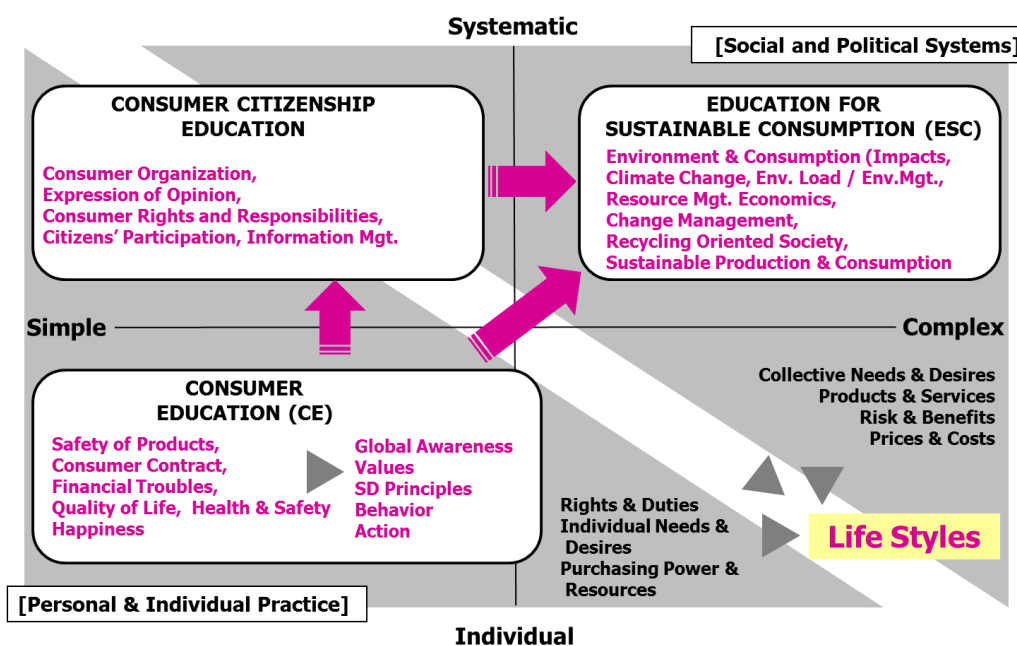 Systematic
[Social and Political Systems]
CONSUMER CITIZENSHIP
EDUCATION
Consumer Organization,
Expression of Opinion,
Consumer Rights and Responsibilities,
Citizens’ Participation, Information Mgt.
EDUCATION FOR
SUSTAINABLE CONSUMPTION (ESC)
Environment & Consumption (Impacts,
Climate Change, Env. Load / Env.Mgt.,
Resource Mgt. Economics,
Change Management,
Recycling Oriented Society,
Sustainable Production & Consumption
Simple
Complex
CONSUMER
EDUCATION (CE)
Safety of Products,
Consumer Contract,
Financial Troubles,
Quality of Life, Health & Safety
Happiness
Global Awareness
Values
SD Principles
Behavior
Action
Collective Needs & Desires
Products & Services
Risk & Benefits
Prices & Costs
Rights & Duties
Individual Needs &
Desires
Purchasing Power &
Resources
Life Styles
[Personal & Individual Practice]
Individual